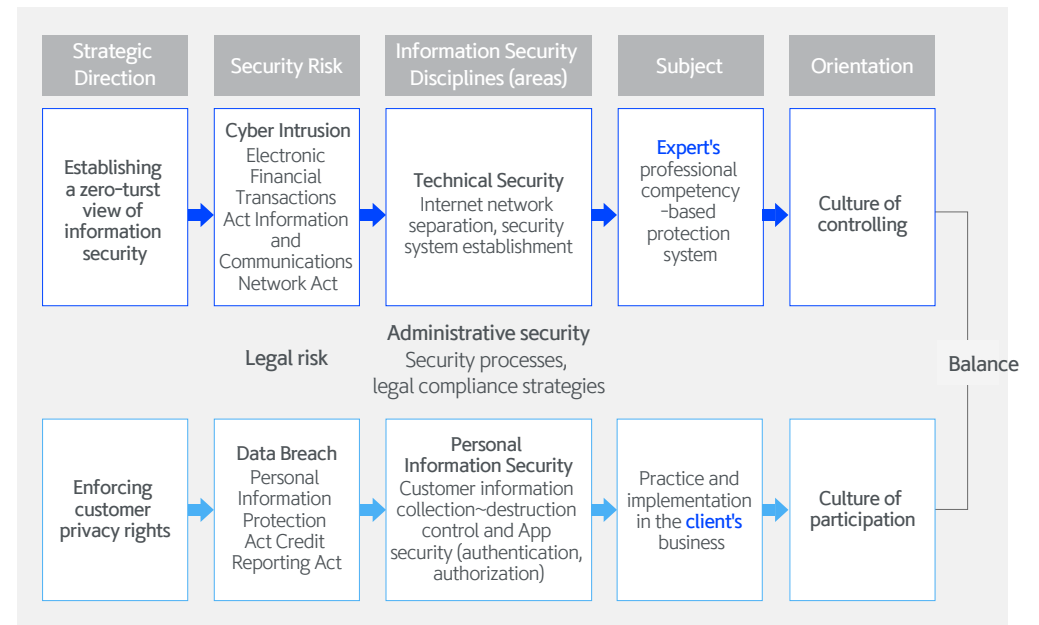 Strategic
Direction
Security Risk
Information Security
Disciplines (areas)
Subject
Orientation
Establishing
a zero-turst
view of
information
security
Cyber Intrusion
Electronic
Financial
Transactions
Act Information
and
Communications
Network Act
Technical Security
Internet network
separation, security
system establishment
Expert's
professional
competency
-based
protection
system
Culture of
controlling
Legal risk
Administrative security
Security processes,
legal compliance strategies
Balance
Enforcing
customer
privacy rights
Data Breach
Personal
Information
Protection
Act Credit
Reporting Act
Personal
Information Security
Customer information
collection~destruction
control and App
security (authentication,
authorization)
Practice and
implementation
in the client's
business
Culture of
participation